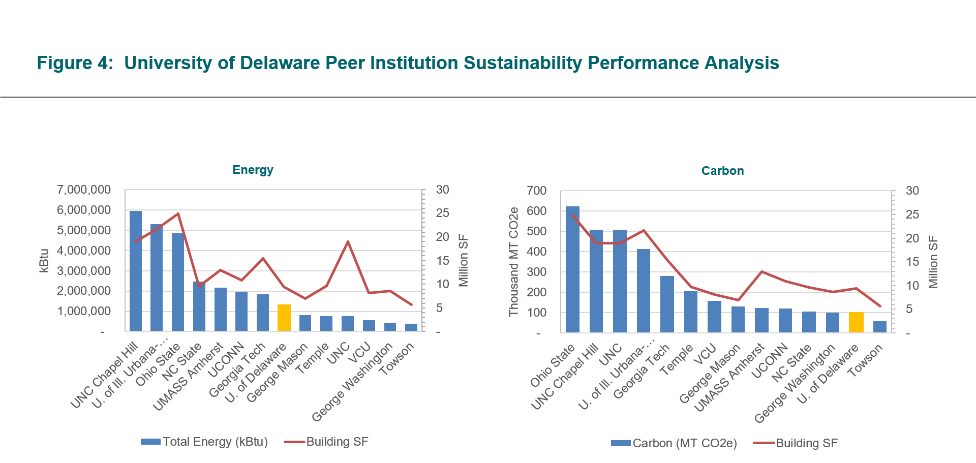 Figure 4: University of Delaware Peer Institution Sustainability Performance Analysis
Energy
7,000,000
6,000,000
5,000,000
4,000,000
3,000,000
2,000,000
1,000,000
-
kBtu
30
25
20
15
10
5
-
Million SF
UNC Chapel Hill
U. of Ill. Urbana-…
Ohio State
NC State
UMASS Amherst
UCONN
Georgia Tech
U. of Delaware
George Mason
Temple
UNC
VCU
George Washington
Towson
Total Energy (kBtu)
Building SF
Carbon
700
600
500
400
300
200
100
-
Thousand MT CO2e
30
25
20
15
10
5
-
Million SF
Ohio State
UNC Chapel Hill
UNC
U. of Ill. Urbana-…
Georgia Tech
Temple
VCU
George Mason
UMASS Amherst
UCONN
NC State
George Washington
U. of Delaware
Towson
Carbon (MT CO2e)
Building SF